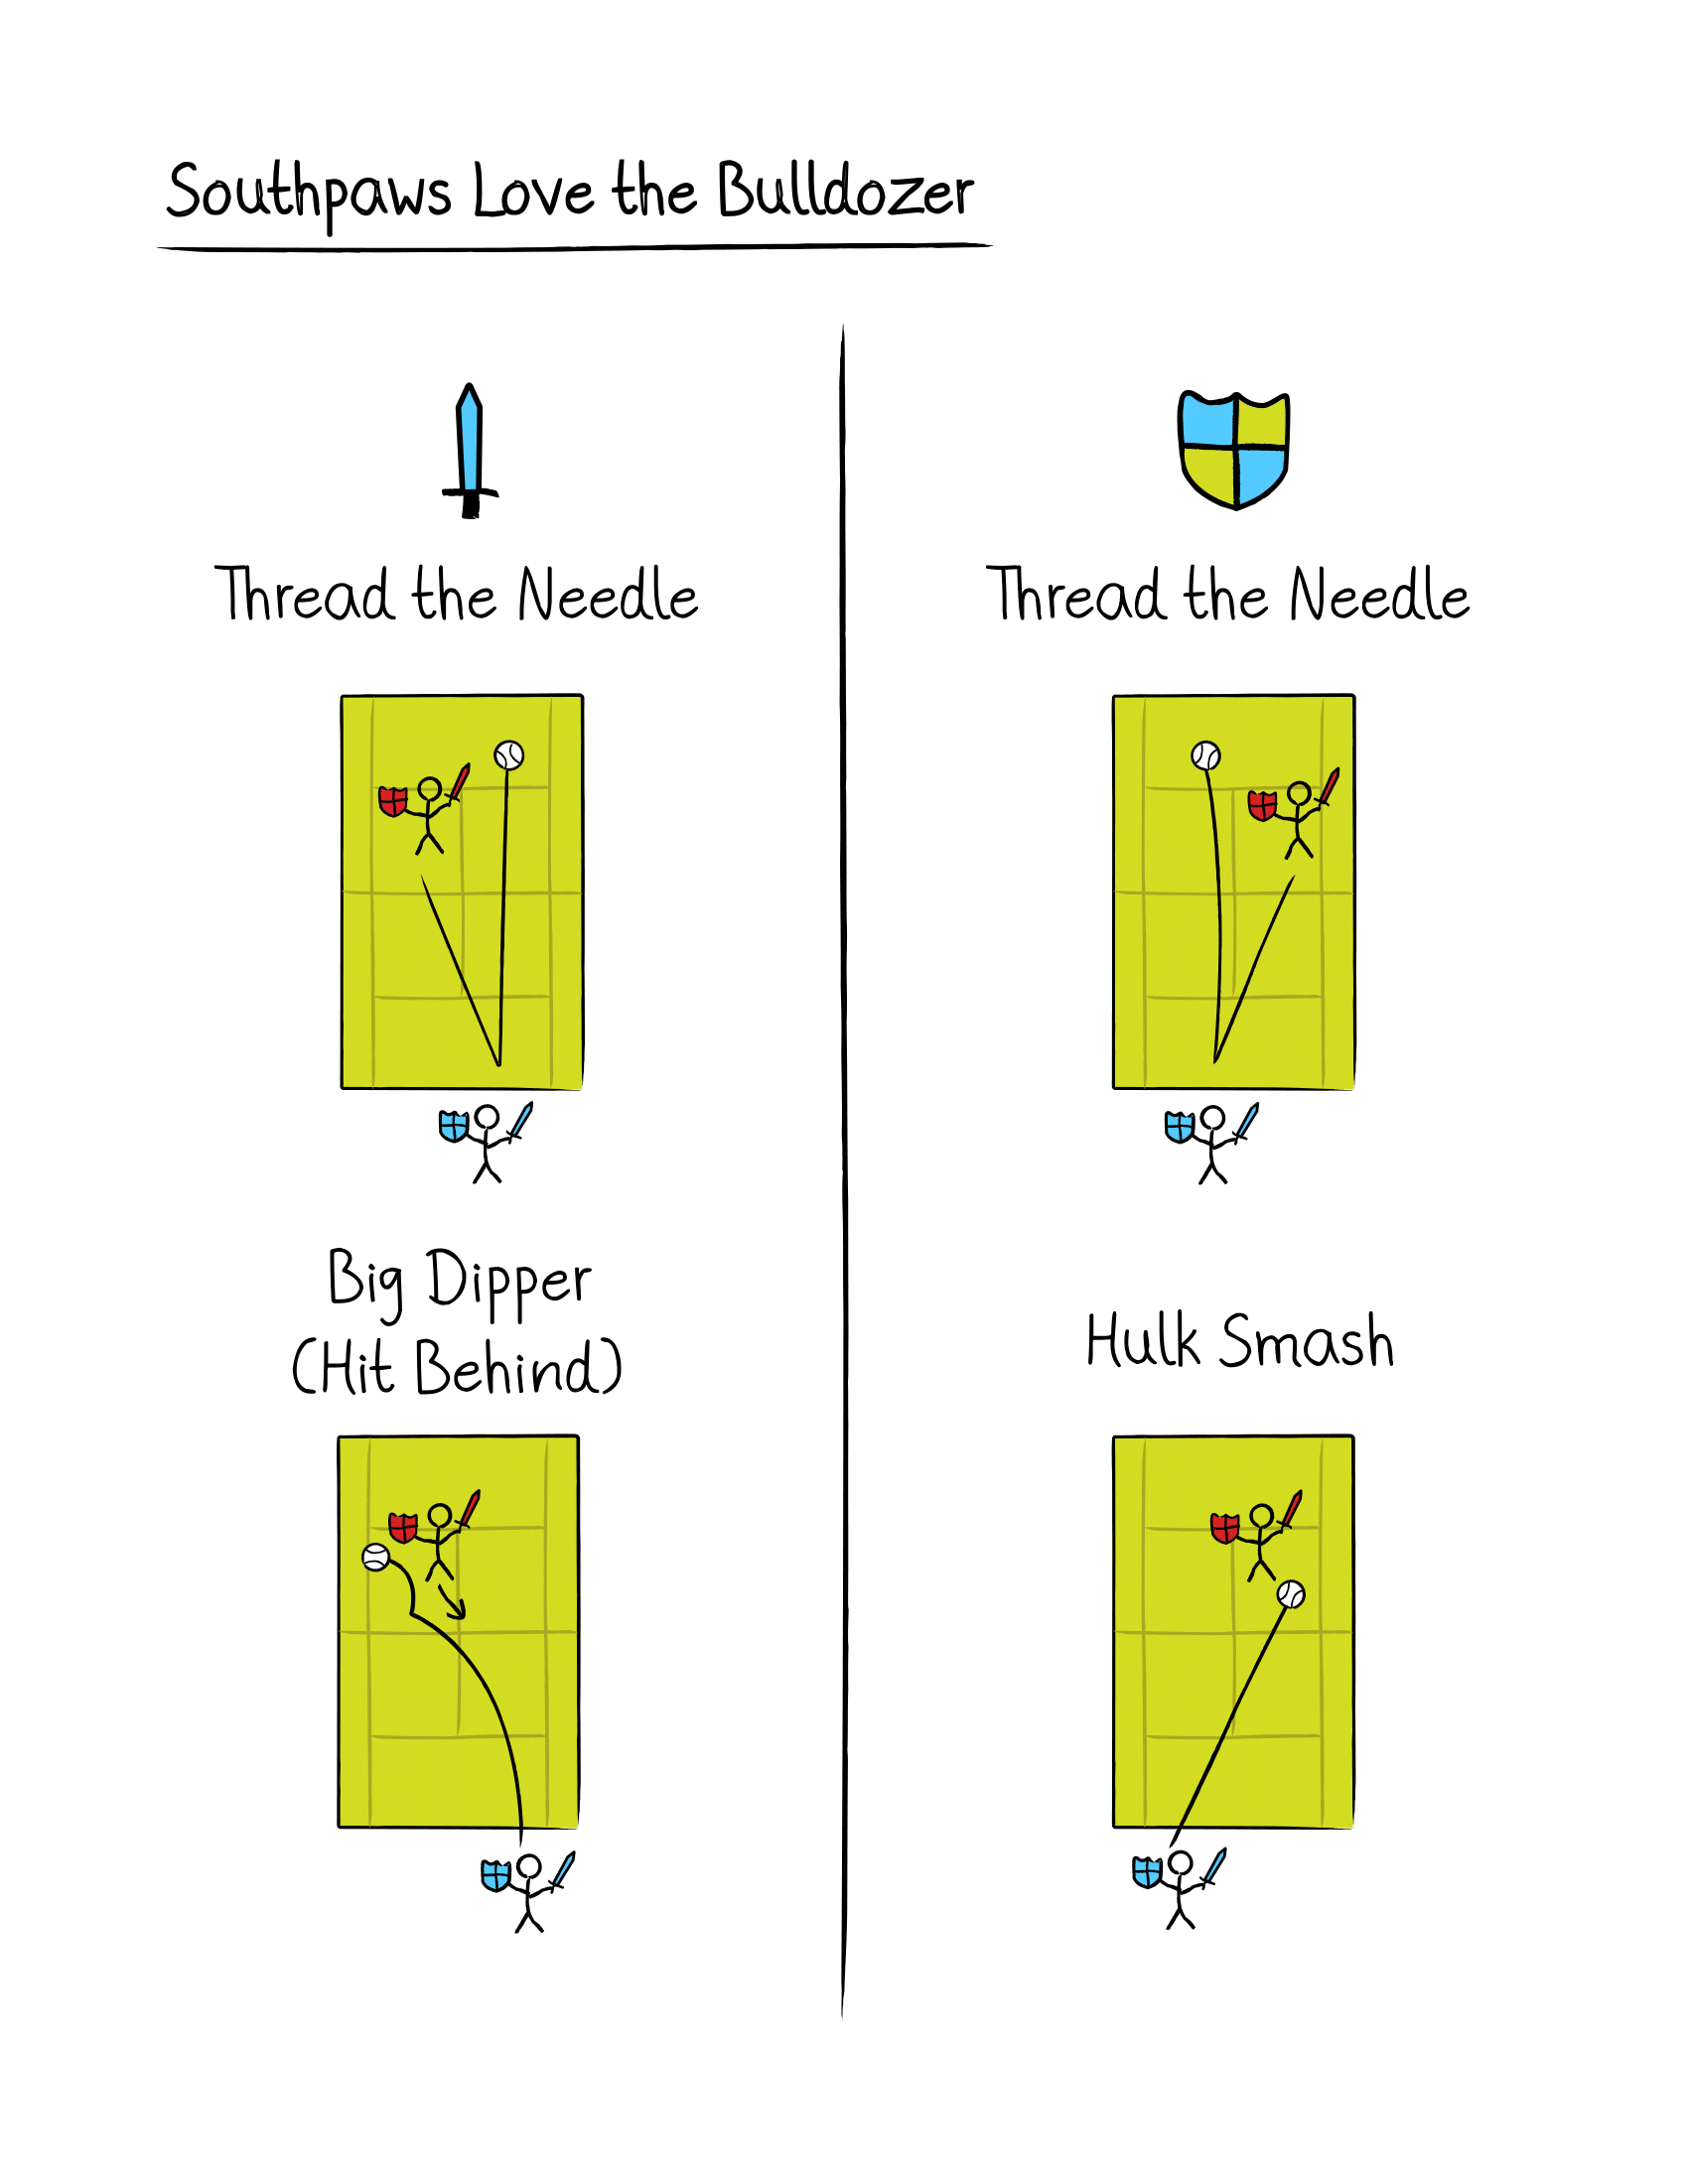 Southpaws Love the Bulldozer
Thread the Needle
Big Dipper
(Hit Behind)
Thread the Needle
Hulk Smash